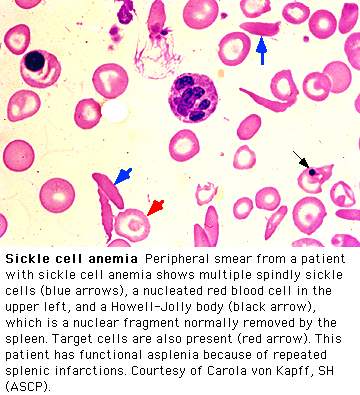 Sickle cell anemia Peripheral smear from a patient
with sickle cell anemia shows multiple spindly sickle
cells (blue arrows), a nucleated red blood cell in the
upper left, and a Howell-Jolly body (black arrow),
which is a nuclear fragment normally removed by the
spleen. Target cells are also present (red arrow). This
patient has functional asplenia because of repeated
splenic infarctions. Courtesy of Carola von Kapff, SH
(ASCP).